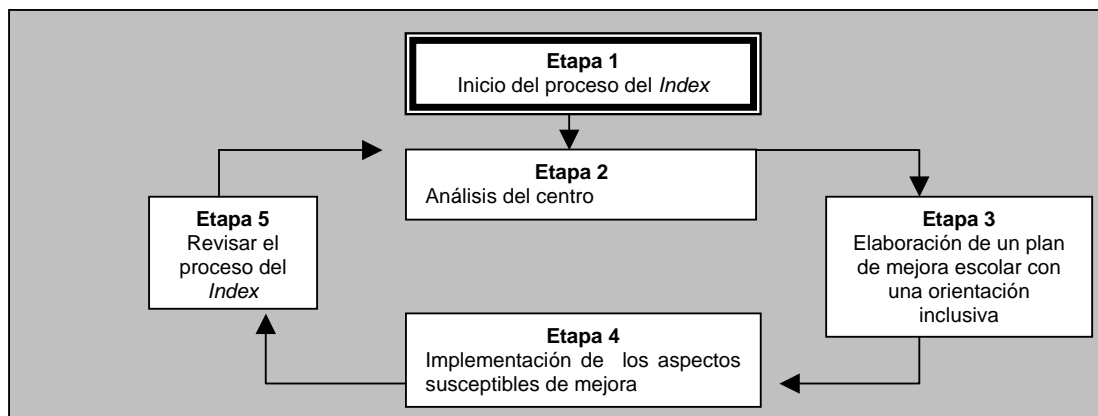 Etapa 1
Inicio del proceso del Index
Etapa 2
Análisis del centro
Etapa 3
Elaboración de un plan
de mejora escolar con
una orientación
inclusiva
Etapa 4
Implementación de  los aspectos
susceptibles de mejora
Etapa 5
Revisar el
proceso del
Index